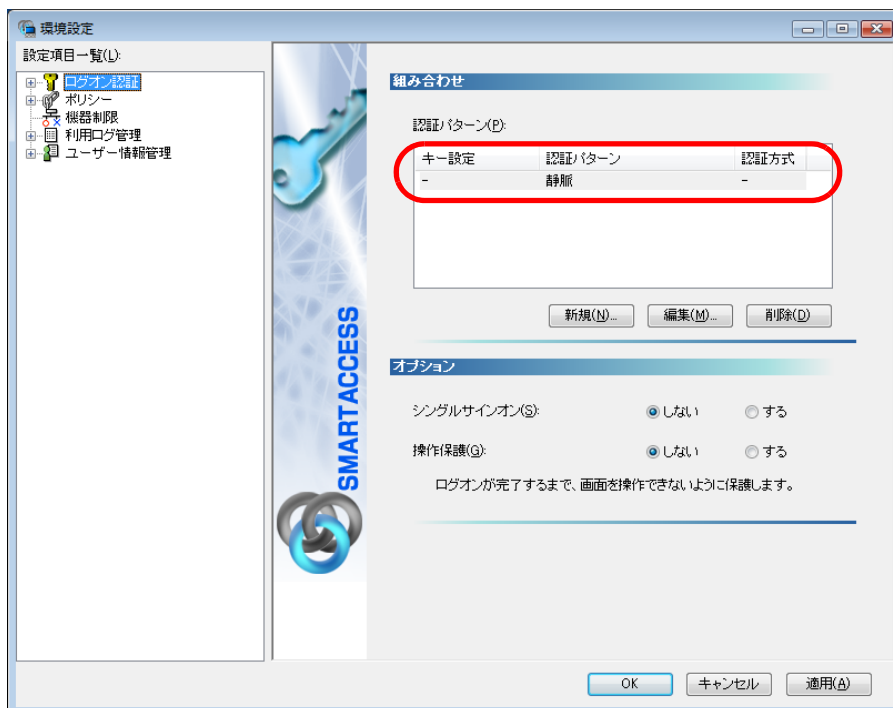 環境設定
設定項目一覧(L):
ログオン認証
ポリシー
機器制限
利用ログ管理
ユーザー情報管理
SMARTACCESS
組み合わせ
認証パターン(P):
キー設定 認証パターン 認証方式
- 静脈 -
新規(N)... 編集(M)... 削除(D)
オプション
シングルサインオン(S): しない する
操作保護(G): しない する
ログオンが完了するまで、画面を操作できないように保護します。
OK キャンセル 適用(A)